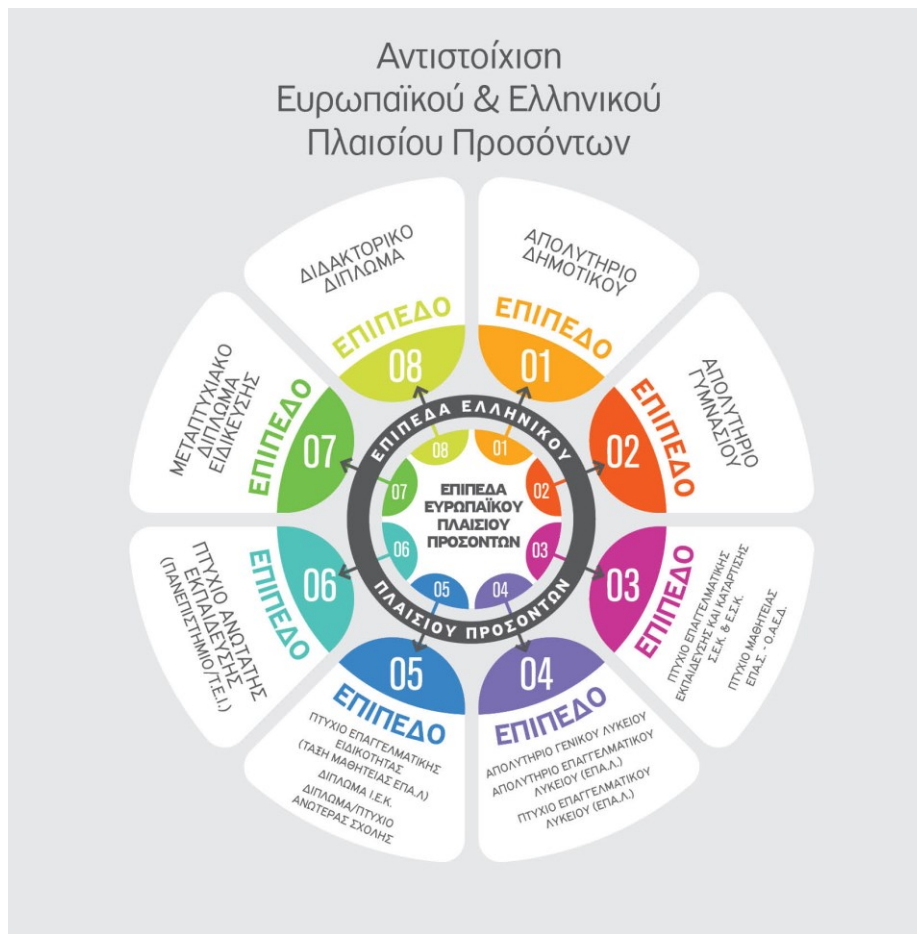 Αντιστοίχιση
Ευρωπαϊκού & Ελληνικού
Πλαισίου Προσόντων
ΑΠΟΛΥΤΗΡΙΟ
ΔΗΜΟΤΙΚΟΥ
ΕΠΙΠΕΔΟ
01
ΑΠΟΛΥΤΗΡΙΟ
ΓΥΜΝΑΣΙΟΥ
ΕΠΙΠΕΔΟ
02
ΕΠΙΠΕΔΟ
03
ΠΤΥΧΙΟ ΕΠΑΓΓΕΛΜΑΤΙΚΗΣ
ΕΚΠΑΙΔΕΥΣΗΣ ΚΑΙ ΚΑΤΑΡΤΙΣΗΣ
Σ.Ε.Κ. & Ε.Σ.Κ.
ΠΤΥΧΙΟ ΜΑΘΗΤΕΙΑΣ
ΕΠΑ.Σ. - Ο.Α.Ε.Δ.
04
ΕΠΙΠΕΔΟ
ΑΠΟΛΥΤΗΡΙΟ ΓΕΝΙΚΟΥ ΛΥΚΕΙΟΥ
ΑΠΟΛΥΤΗΡΙΟ ΕΠΑΓΓΕΛΜΑΤΙΚΟΥ
ΛΥΚΕΙΟΥ (ΕΠΑ.Λ.)
ΠΤΥΧΙΟ ΕΠΑΓΓΕΛΜΑΤΙΚΟΥ
ΛΥΚΕΙΟΥ (ΕΠΑ.Λ.)
05
ΕΠΙΠΕΔΟ
ΠΤΥΧΙΟ ΕΠΑΓΓΕΛΜΑΤΙΚΗΣ
ΕΙΔΙΚΟΤΗΤΑΣ
(ΤΑΞΗ ΜΑΘΗΤΕΙΑΣ ΕΠΑ.Λ)
ΔΙΠΛΩΜΑ Ι.Ε.Κ.
ΔΙΠΛΩΜΑ/ΠΤΥΧΙΟ
ΑΝΩΤΕΡΑΣ ΣΧΟΛΗΣ
06
ΕΠΙΠΕΔΟ
ΠΤΥΧΙΟ ΑΝΩΤΑΤΗΣ
ΕΚΠΑΙΔΕΥΣΗΣ
(ΠΑΝΕΠΙΣΤΗΜΙΟ/Τ.Ε.Ι.)
ΜΕΤΑΠΤΥΧΙΑΚΟ
ΔΙΠΛΩΜΑ
ΕΙΔΙΚΕΥΣΗΣ
ΕΠΙΠΕΔΟ
07
ΔΙΔΑΚΤΟΡΙΚΟ
ΔΙΠΛΩΜΑ
ΕΠΙΠΕΔΟ
08
ΕΠΙΠΕΔΑ ΕΛΛΗΝΙΚΟΥ
ΠΛΑΙΣΙΟΥ ΠΡΟΣΟΝΤΩΝ
01
02
03
04
05
06
07
08
ΕΠΙΠΕΔΑ
ΕΥΡΩΠΑΪΚΟΥ
ΠΛΑΙΣΙΟΥ
ΠΡΟΣΟΝΤΩΝ